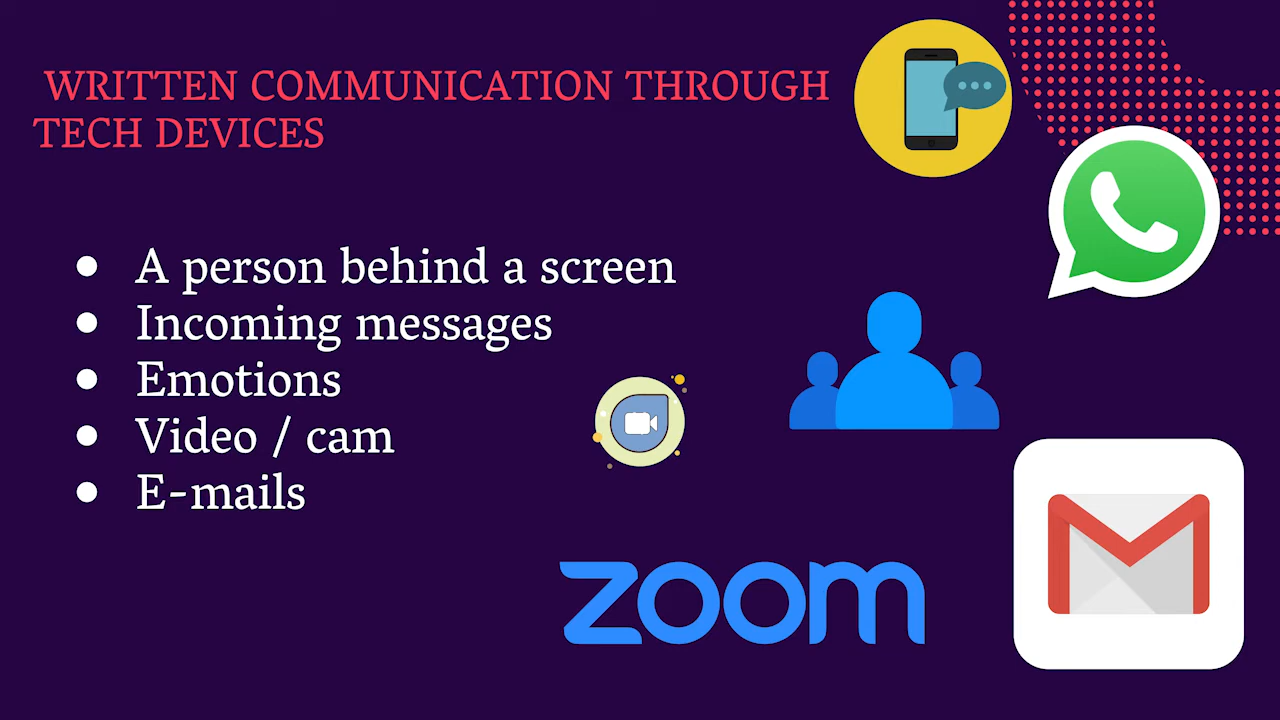 WRITTEN COMMUNICATION THROUGH
TECH DEVICES
A person behind a screen
Incoming messages
Emotions
Video / cam
E-mails
zoom